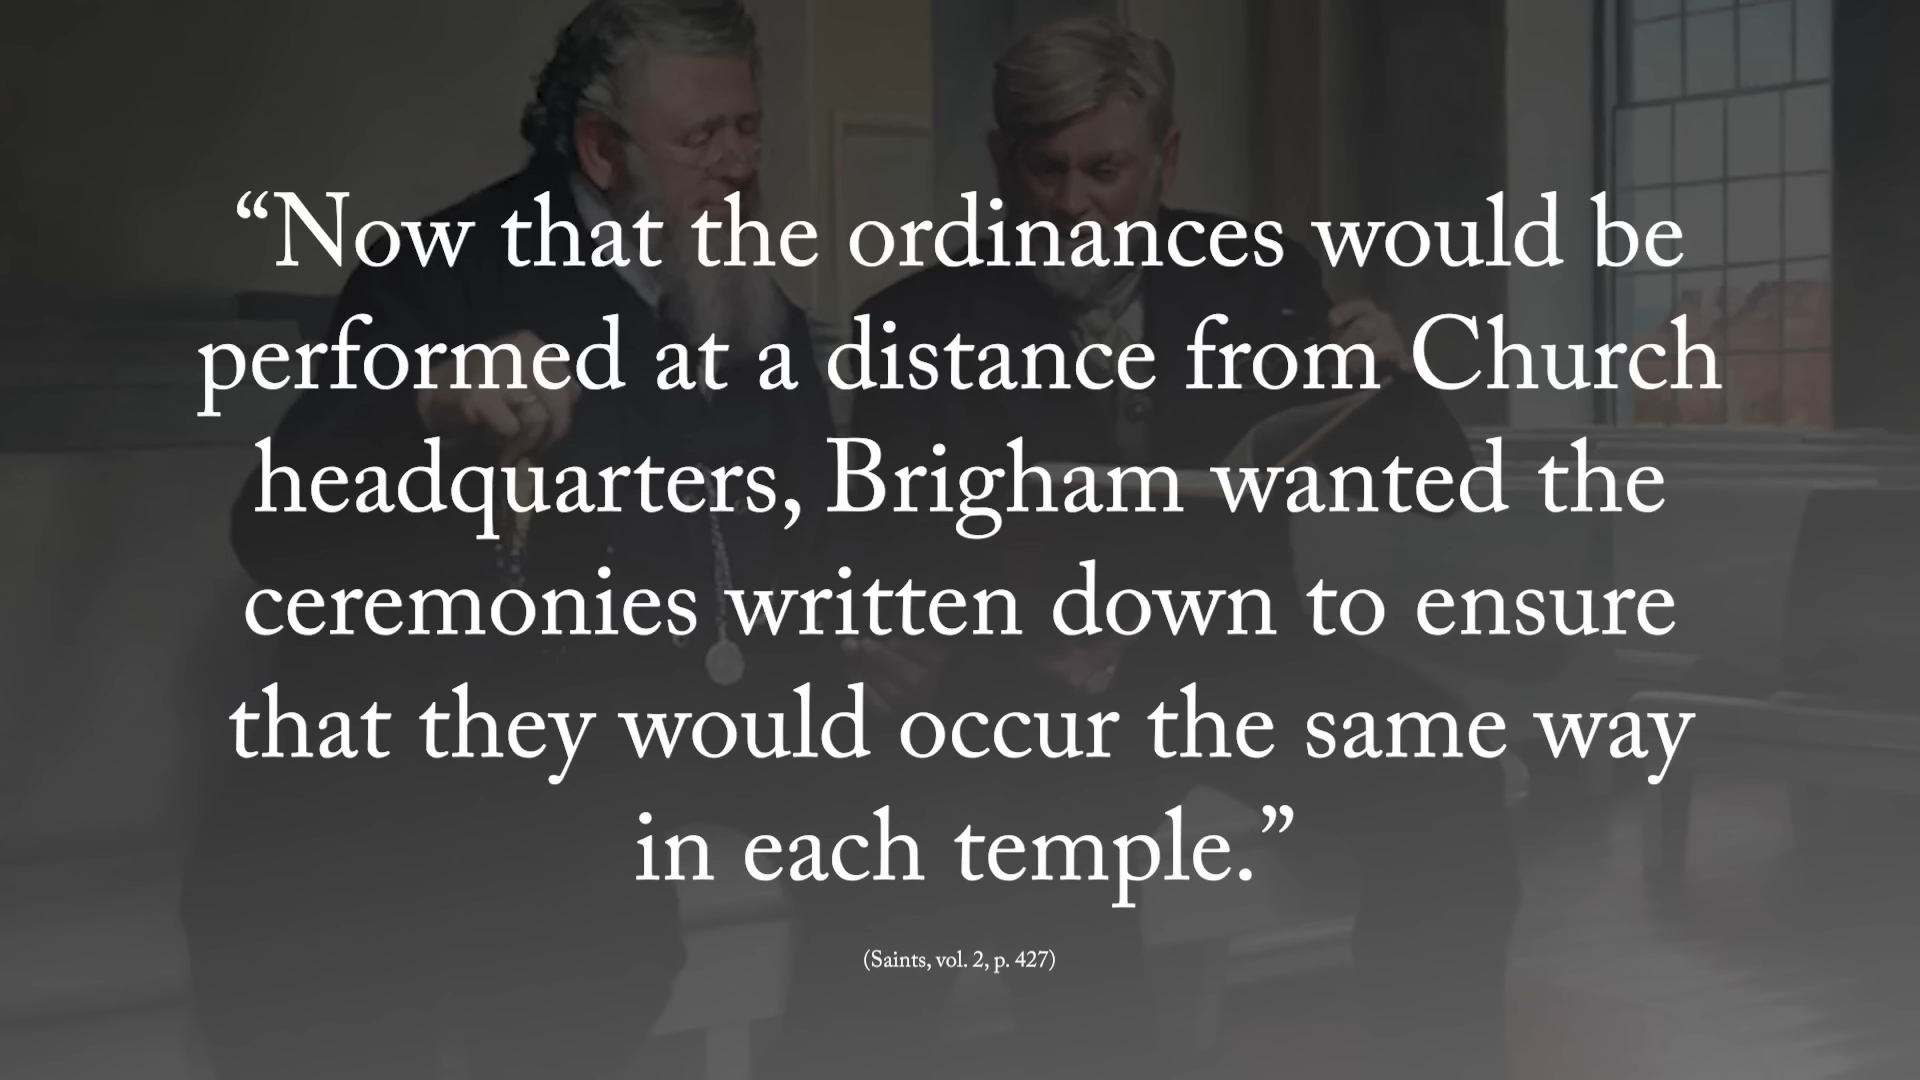 “Now that the ordinances would be
performed at a distance from Church
headquarters, Brigham wanted the
ceremonies written down to ensure
that they would occur the same way
in each temple.”
(Saints, vol. 2, p. 427)